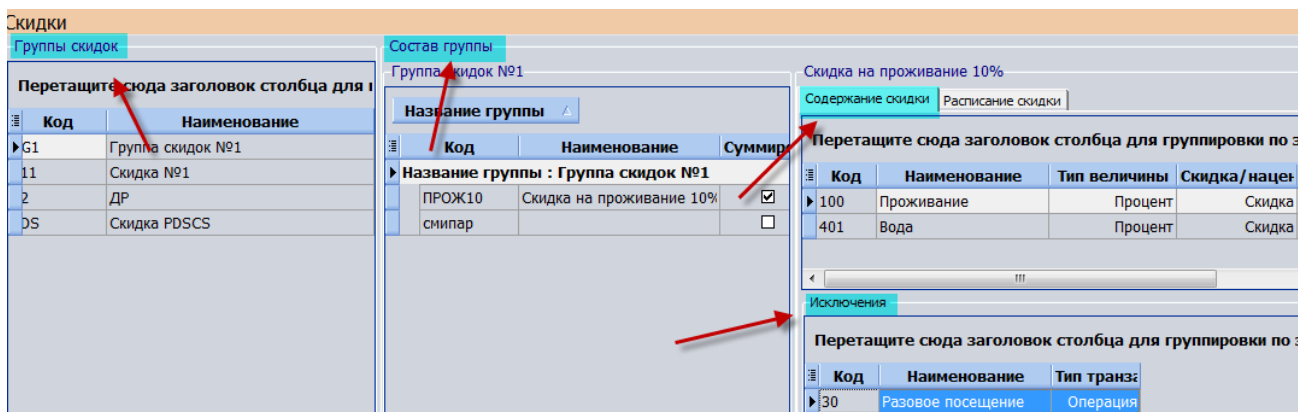 Скидки
Группы скидок
Перетащите сюда заголовок столбца для
Код Наименование
G1 Группа скидок №1
11 Скидка №1
2 ДР
DS Скидка PDSCS
Состав группы
Группа скидок №1
Название группы
Код Наименование Суммиро
Название группы : Группа скидок №1
ПРОЖ10 Скидка на проживание 10%
смипар
Скидка на проживание 10%
Содержание скидки Расписание скидки
Перетащите сюда заголовок столбца для группировки по
Код Наименование Тип величины Скидка/нацен
100 Проживание Процент Скидка
401 Вода Процент Скидка
Исключения
Перетащите сюда заголовок столбца для группировки по
Код Наименование Тип транза
30 Разовое посещение Операция